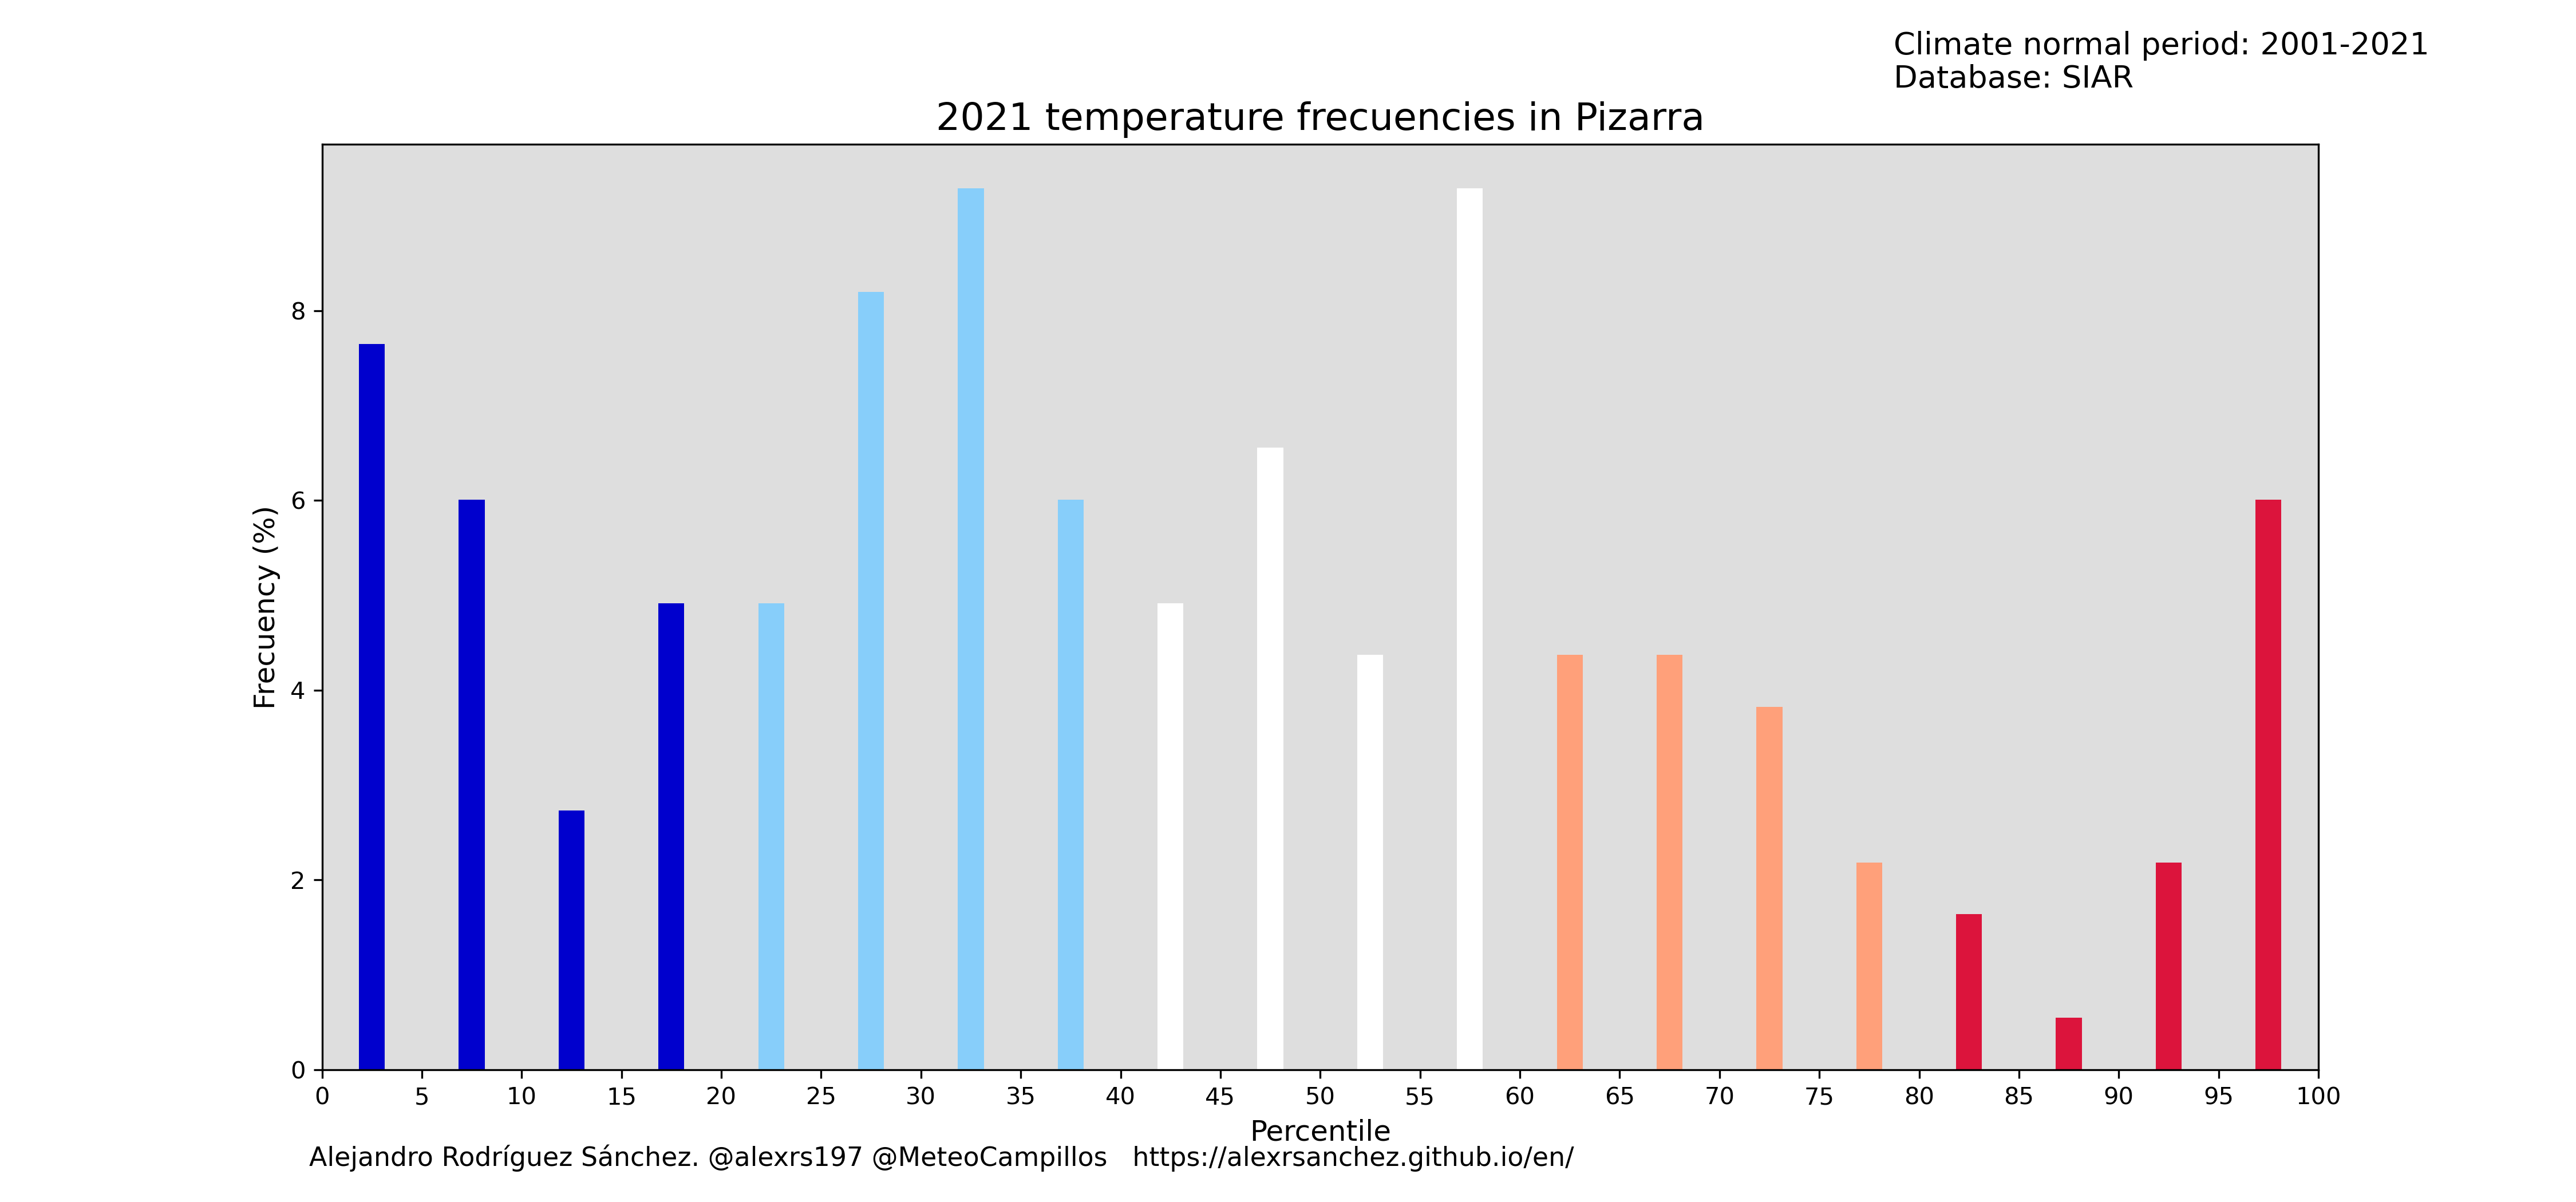 Climate normal period: 2001-2021
Database: SIAR
2021 temperature frecuencies in Pizarra
8
6
4
2
0
Frecuency (%)
0 5 10 15 20 25 30 35 40 45 50 55 60 65 70 75 80 85 90 95 100
Percentile
Alejandro Rodríguez Sánchez. @alexrs197 @MeteoCampillos https://alexrsanchez.github.io/en/